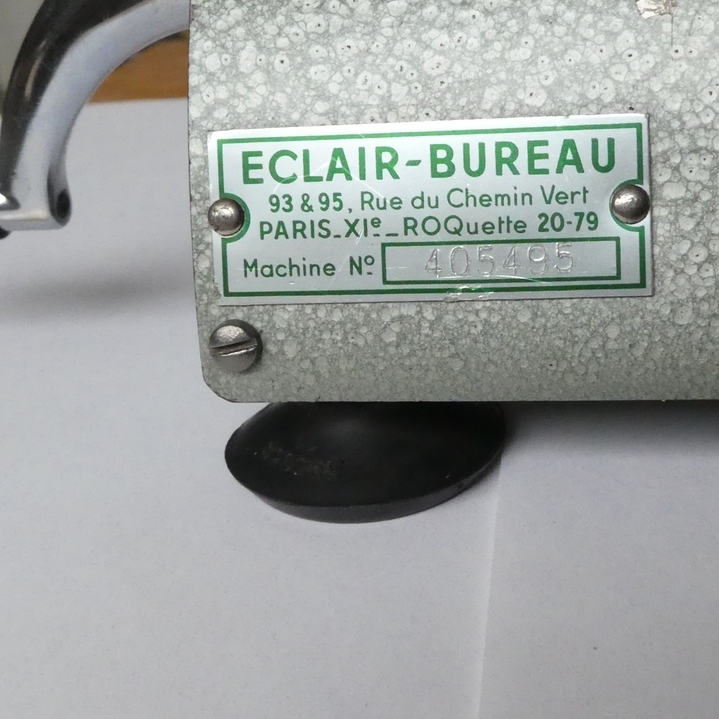 ECLAIR-BUREAU
93 & 95, Rue du Chemin Vert
PARIS_XIe_ROQuette 20-79
Machine No 405495